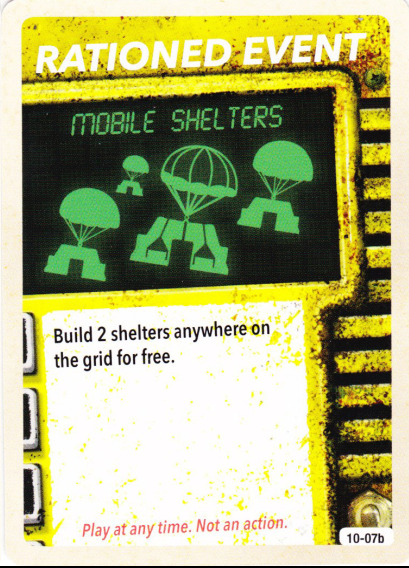 RATIONED EVENT
MOBILE SHELTERS
Build 2 shelters anywhere on
the grid for free.
Play at any time. Not an action.
10-07b